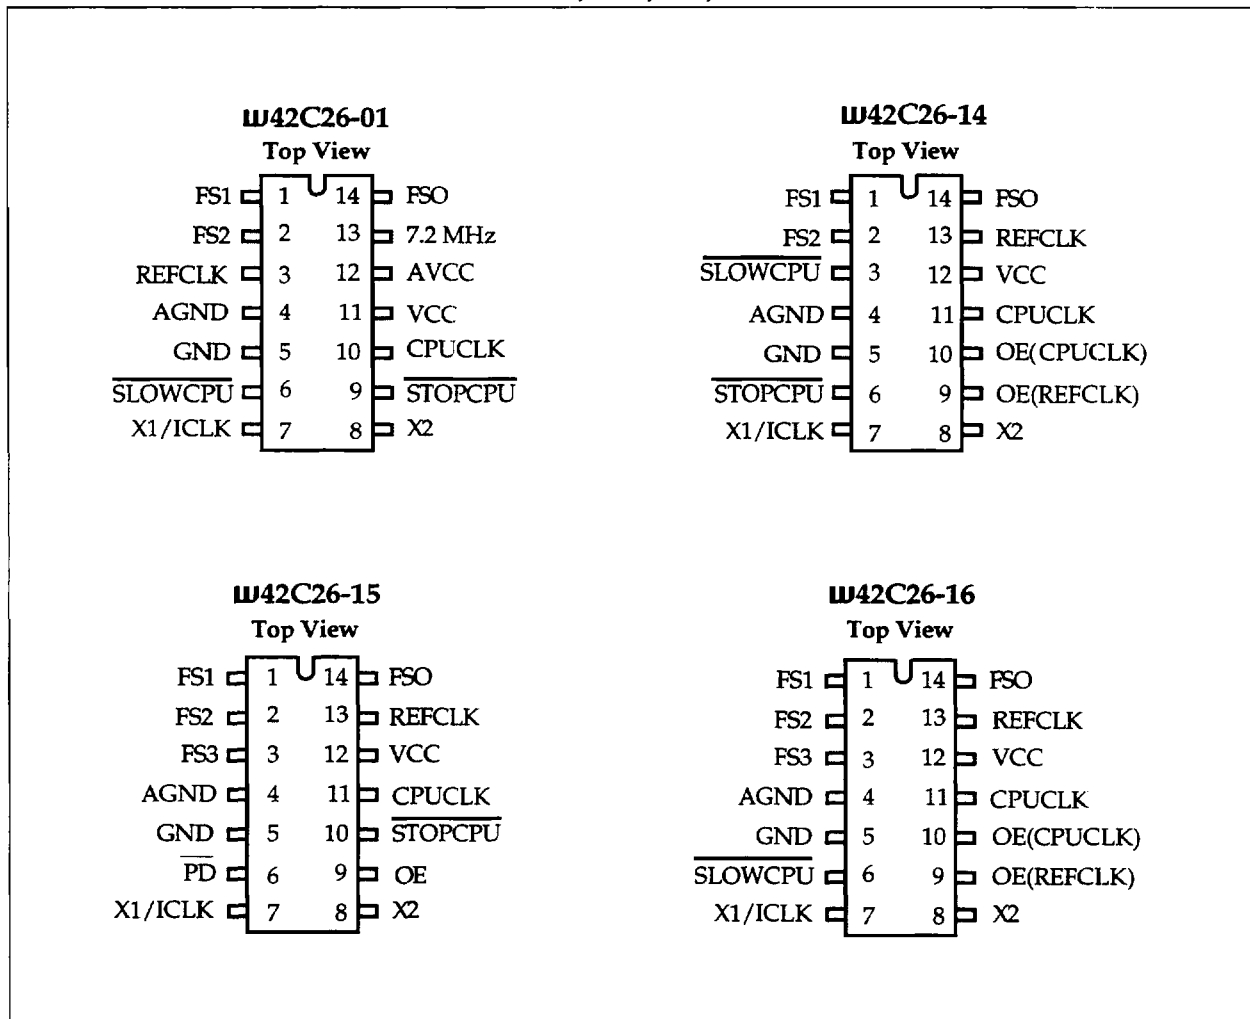 W42C26-01
Top View
FS1 1 14 FSO
FS2 2 13 7.2 MHz
REFCLK 3 12 AVCC
AGND 4 11 VCC
GND 5 10 CPUCLK
SLOWCPU 6 9 STOPCPU
X1/ICLK 7 8 X2
W42C26-14
Top View
FS1 1 14 FSO
FS2 2 13 REFCLK
SLOWCPU 3 12 VCC
AGND 4 11 CPUCLK
GND 5 10 OE(CPUCLK)
STOPCPU 6 9 OE(REFCLK)
X1/ICLK 7 8 X2
W42C26-15
Top View
FS1 1 14 FSO
FS2 2 13 REFCLK
FS3 3 12 VCC
AGND 4 11 CPUCLK
GND 5 10 STOPCPU
PD 6 9 OE
X1/ICLK 7 8 X2
W42C26-16
Top View
FS1 1 14 FSO
FS2 2 13 REFCLK
FS3 3 12 VCC
AGND 4 11 CPUCLK
GND 5 10 OE(CPUCLK)
SLOWCPU 6 9 OE(REFCLK)
X1/ICLK 7 8 X2